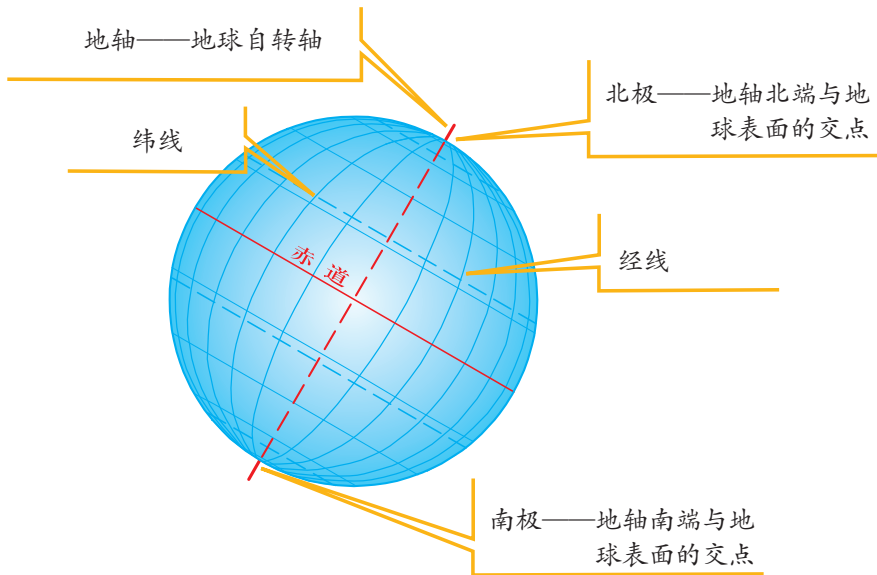 地轴——地球自转轴
北极——地轴北端与地
球表面的交点
纬线
赤道
经线
南极——地轴南端与地
球表面的交点